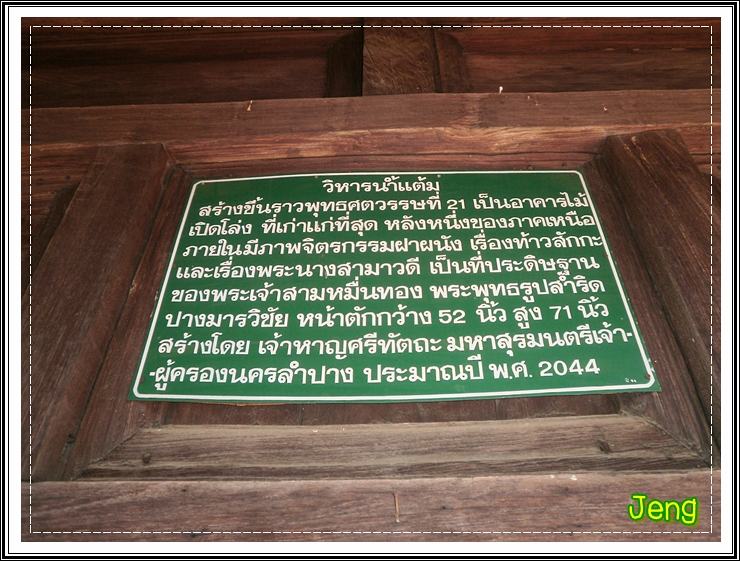 วิหารน้ำแต้ม
สร้างขึ้นราวพุทธศตวรรษที่ 21 เป็นอาคารไม้
เปิดโล่ง ที่เก่าแก่ที่สุด หลังหนึ่งของภาคเหนือ
ภายในมีภาพจิตรกรรมฝาผนัง เรื่องท้าวสักกะ
และเรื่องพระนางสามาวดี เป็นที่ประดิษฐาน
ของพระเจ้าสามหมื่นทอง พระพุทธรูปสำริด
ปางมารวิชัย หน้าตักกว้าง 52 นิ้ว สูง 71 นิ้ว
สร้างโดย เจ้าหาญศรีทัตถะ มหาสุรมนตรีเจ้า-
-ผู้ครองนครลำปาง ประมาณปี พ.ศ. 2044
Jeng